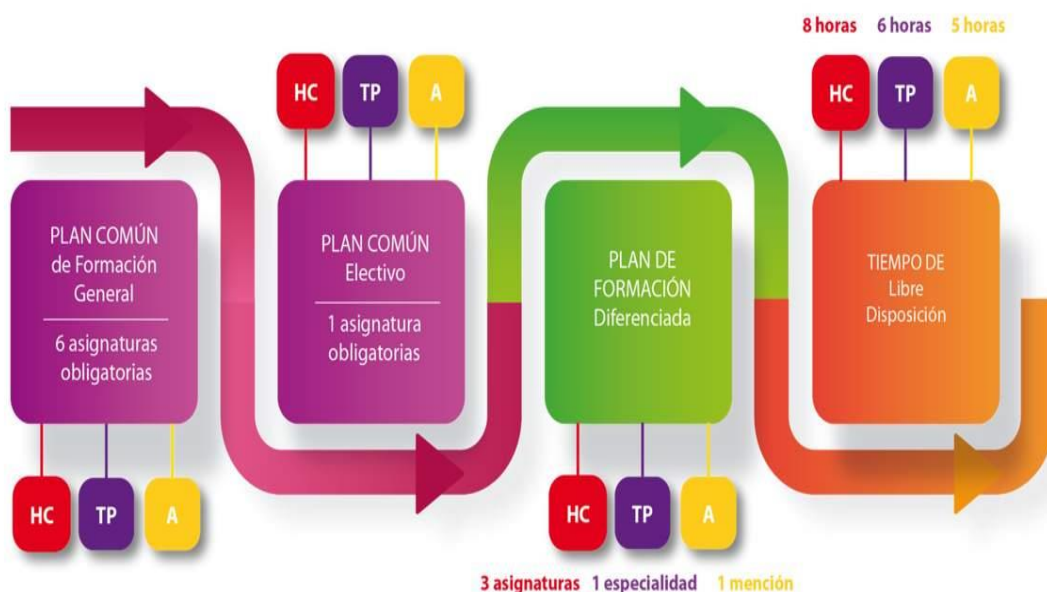 PLAN COMÚN
de Formación
General
6 asignaturas
obligatorias
HC TP A
HC TP A
PLAN COMÚN
Electivo
1 asignatura
obligatorias
PLAN DE
FORMACIÓN
Diferenciada
HC TP A
3 asignaturas 1 especialidad 1 mención
8 horas 6 horas 5 horas
HC TP A
TIEMPO DE
Libre
Disposición